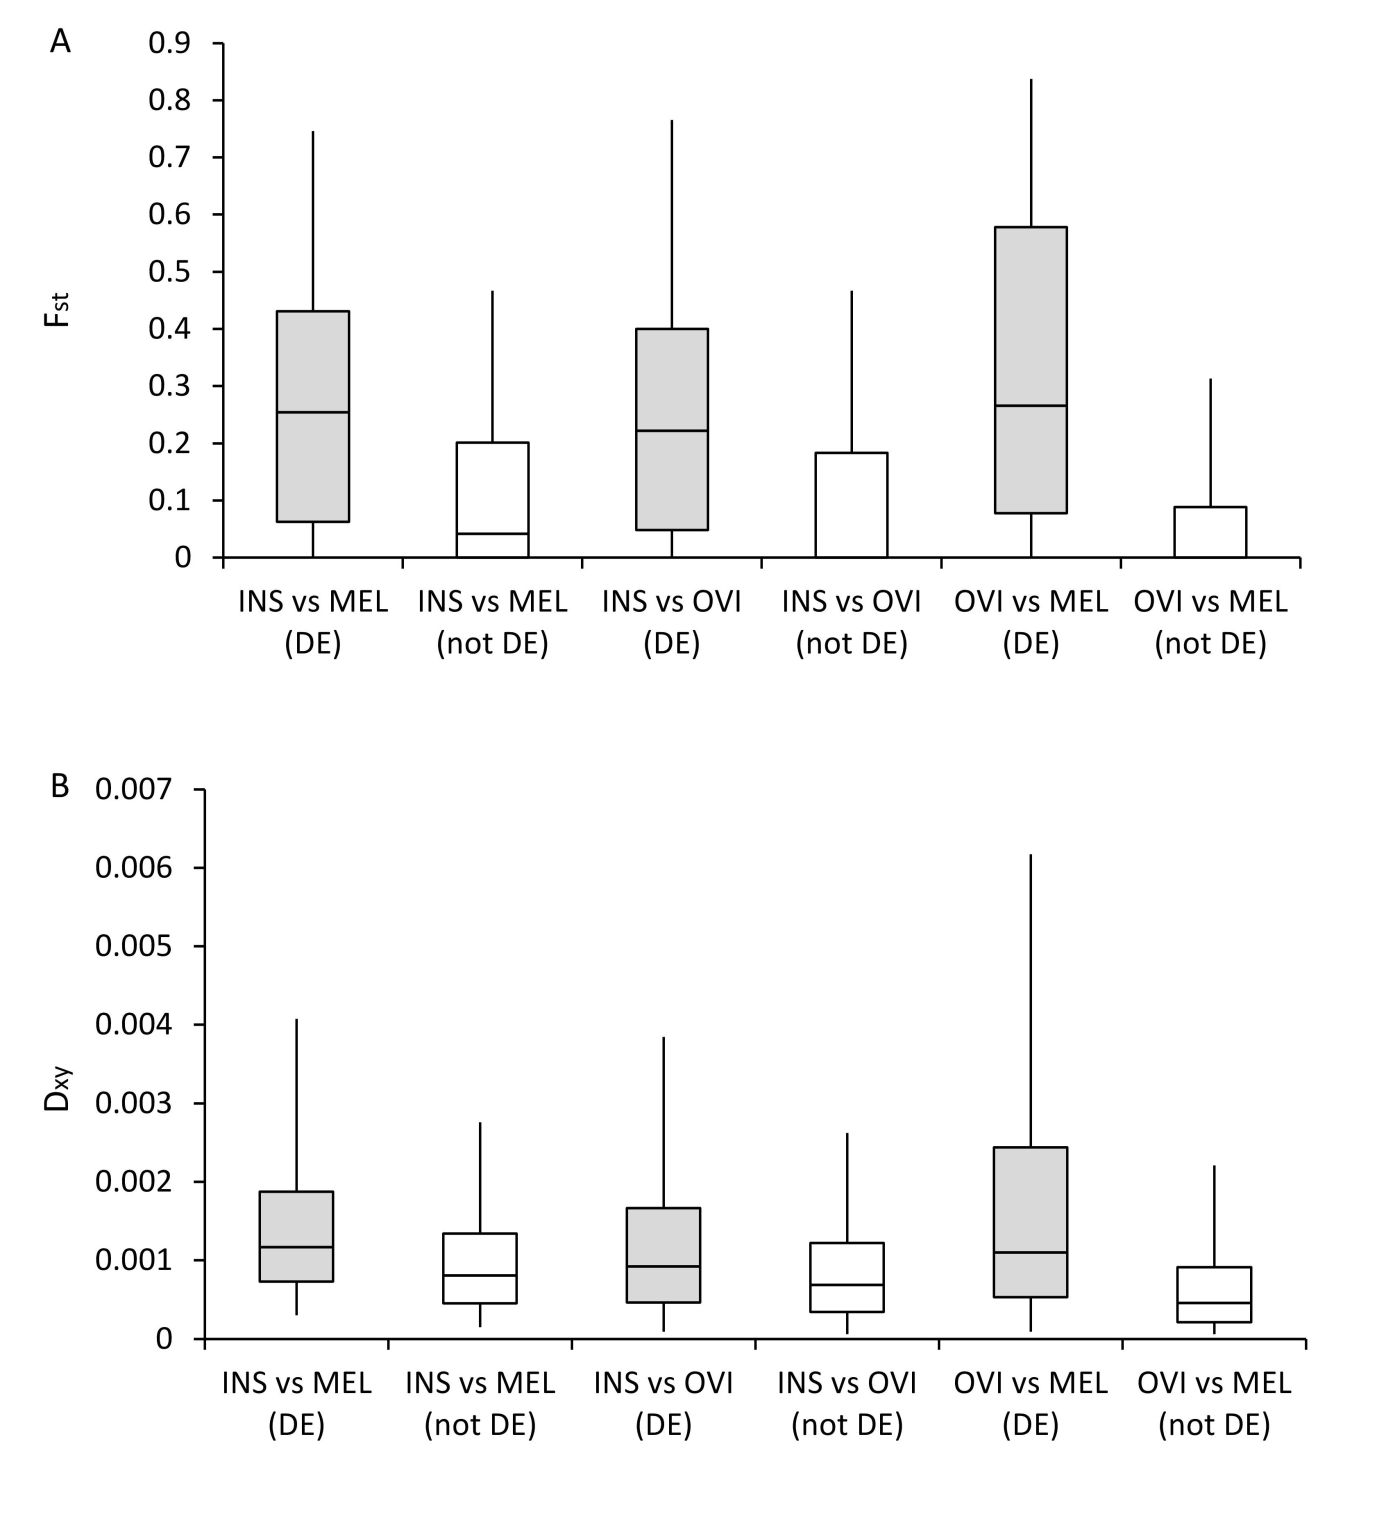 A
0.9
0.8
0.7
0.6
0.5
0.4
0.3
0.2
0.1
0
Fst
INS vs MEL INS vs MEL INS vs OVI INS vs OVI OVI vs MEL OVI vs MEL
(DE) (not DE) (DE) (not DE) (DE) (not DE)
B
0.007
0.006
0.005
0.004
0.003
0.002
0.001
0
Dxy
INS vs MEL INS vs MEL INS vs OVI INS vs OVI OVI vs MEL OVI vs MEL
(DE) (not DE) (DE) (not DE) (DE) (not DE)